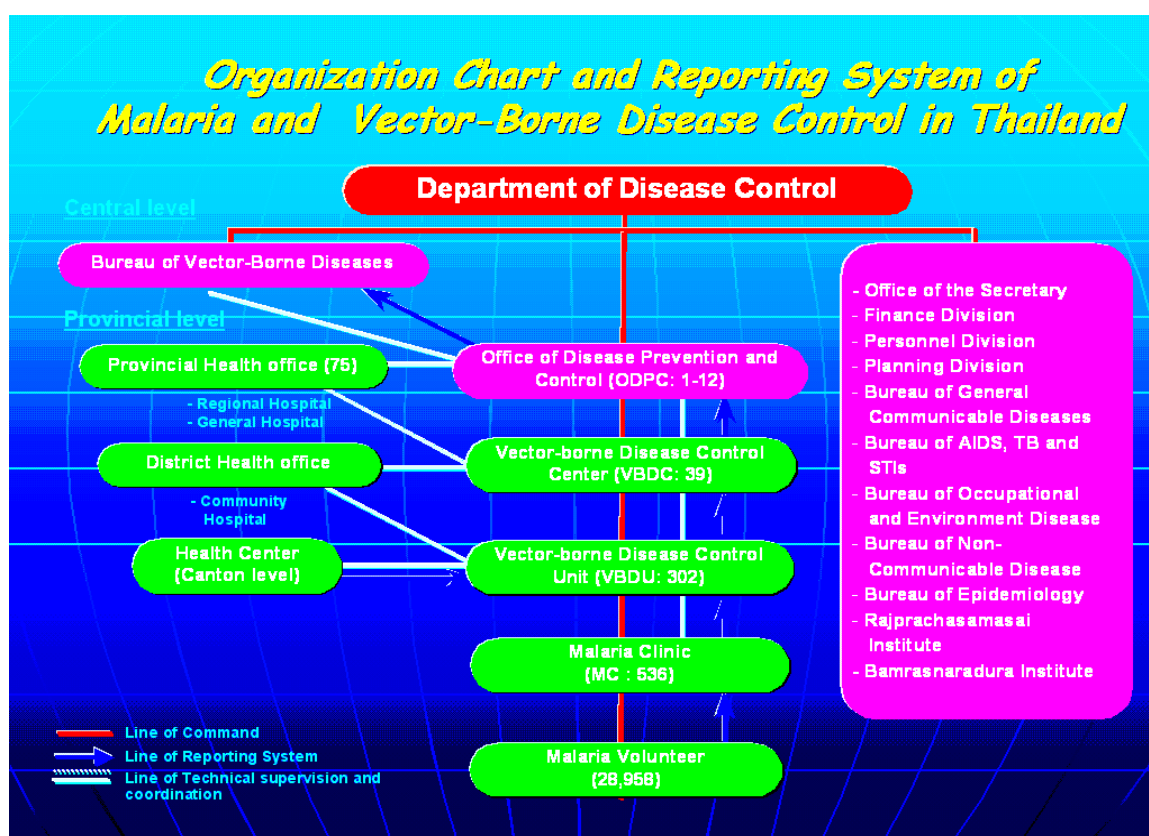 Organization Chart and Reporting System of
Malaria and Vector-Borne Disease Control in Thailand
Department of Disease Control
Central level
Bureau of Vector-Borne Diseases
Provincial level
Provincial Health office (75)
- Regional Hospital
- General Hospital
District Health office
- Community
Hospital
Health Center
(Canton level)
Office of Disease Prevention and
Control (ODPC: 1-12)
Vector-borne Disease Control
Center (VBDC: 39)
Vector-borne Disease Control
Unit (VBDU: 302)
Malaria Clinic
(MC : 536)
Malaria Volunteer
(28,958)
- Office of the Secretary
- Finance Division
- Personnel Division
- Planning Division
- Bureau of General
Communicable Diseases
- Bureau of AIDS, TB and
STIs
- Bureau of Occupational
and Environment Disease
- Bureau of Non-
Communicable Disease
- Bureau of Epidemiology
- Rajprachasamasai
Institute
- Bamrasnaradura Institute
Line of Command
Line of Reporting System
Line of Technical supervision and
coordination